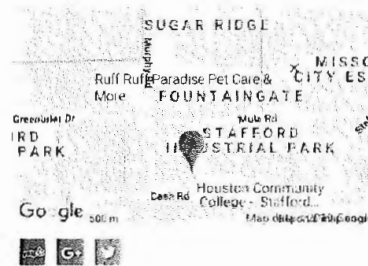 SUGAR RIDGE
Murphy Rd
MISSO
CITY ES
Ruff Ruff Paradise Pet Care &
More
FOUNTAINGATE
Greenbriar Dr
Mula Rd
IRD
PARK
STAFFORD
INDUSTRIAL PARK
Cash Rd
Houston Community
College - Stafford...
Google
500 m
Map data
Google
G+